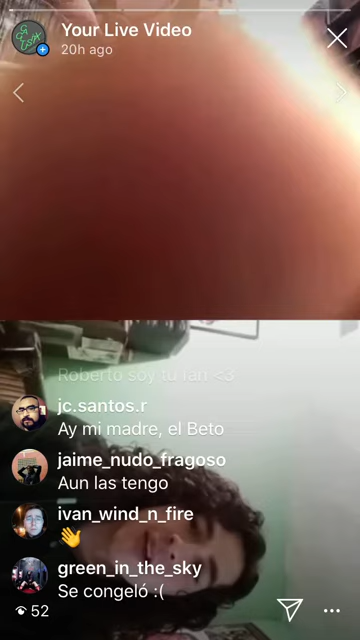 Your Live Video
20h ago
Roberto soy tu fan <3
jc.santos.r
Ay mi madre, el Beto
jaime_nudo_fragoso
Aun las tengo
ivan_wind_n_fire
👋
green_in_the_sky
Se congeló :(
52